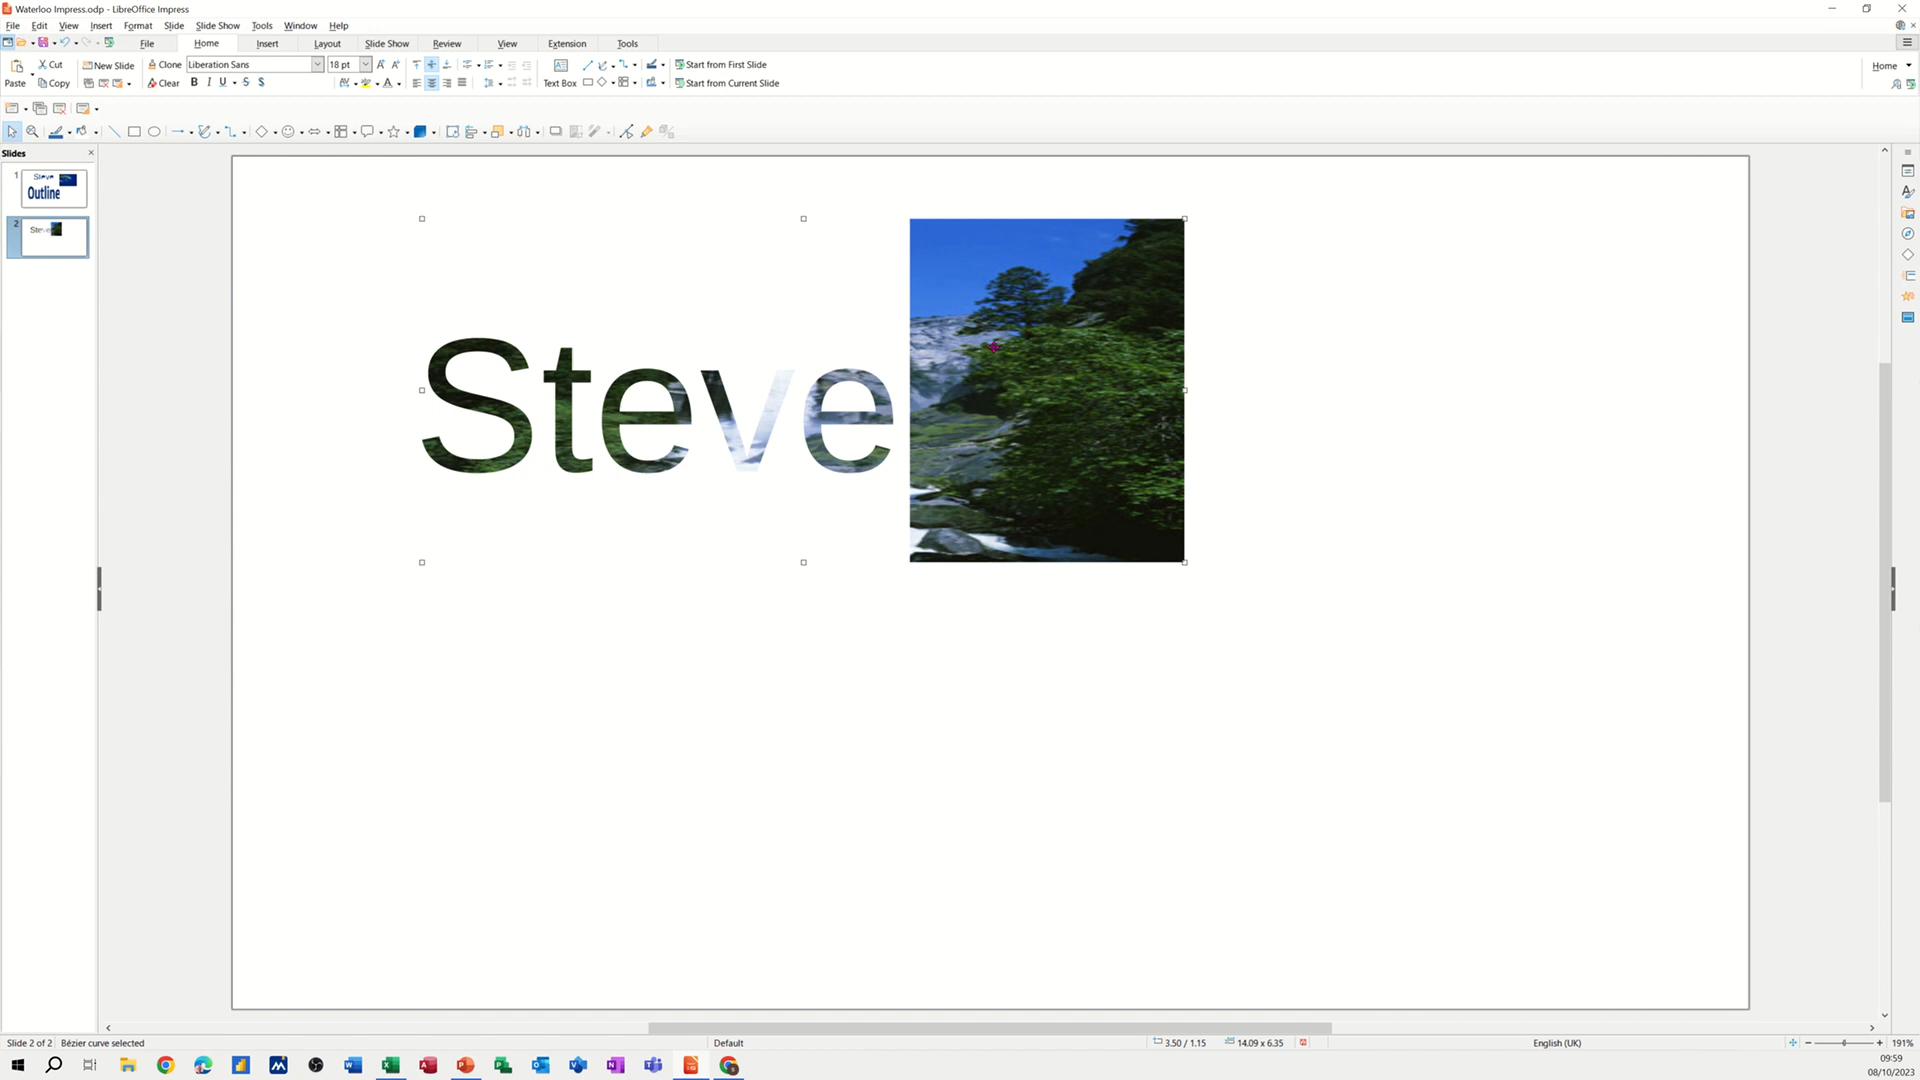 Waterloo Impress.odp - LibreOffice Impress
File Edit View Insert Format Slide Slide Show Tools Window Help
File Home Insert Layout Slide Show Review View Extension Tools
Cut New Slide Clone Liberation Sans 18 pt Start from First Slide Home
Paste Copy Clear B I U S S Text Box Start from Current Slide
Slides
1
Steve
Outline
2
Steve
Steve
Slide 2 of 2 Bézier curve selected Default 3.50 / 1.15 14.09 x 6.35 English (UK) 191%
09:59
08/10/2023